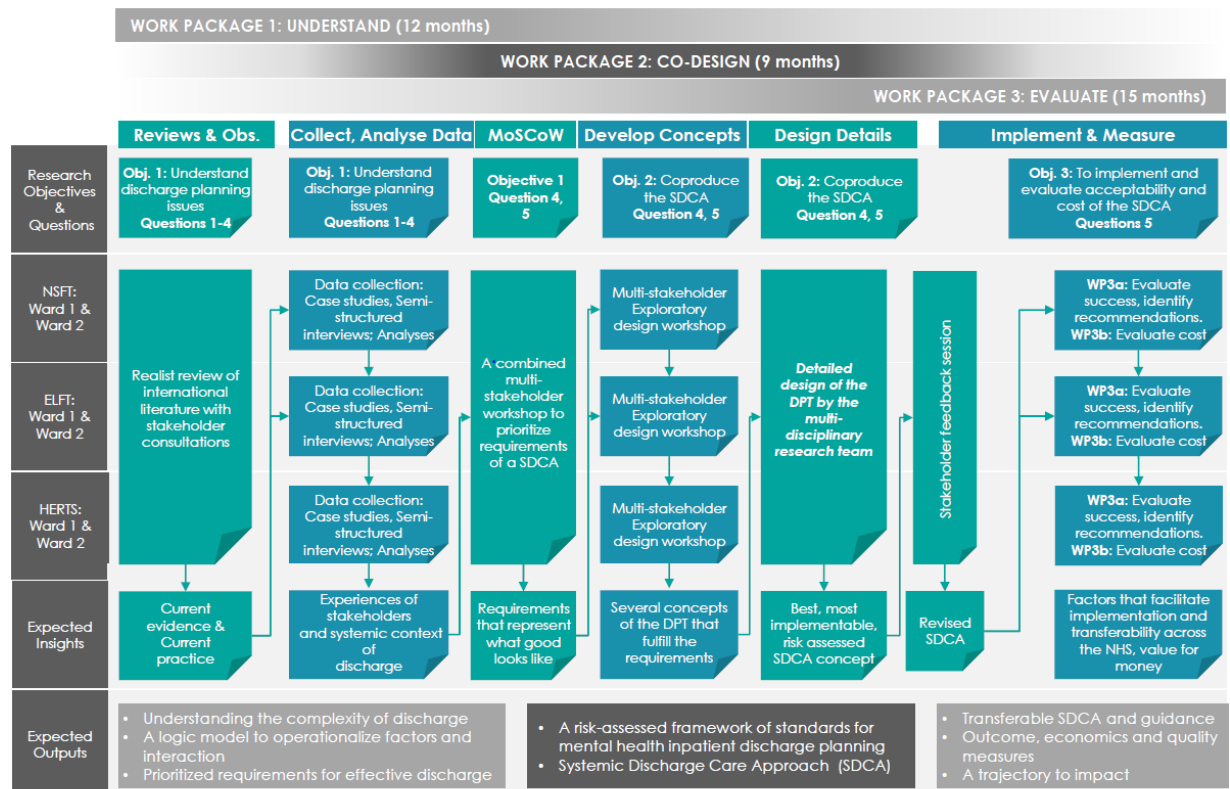 WORK PACKAGE 1: UNDERSTAND (12 months)
WORK PACKAGE 2: CO-DESIGN (9 months)
WORK PACKAGE 3: EVALUATE (15 months)
Reviews & Obs.
Collect, Analyse Data
MoSCoW
Develop Concepts
Design Details
Implement & Measure
Research
Objectives
&
Questions
Obj. 1: Understand
discharge planning
issues
Questions 1-4
Obj. 1: Understand
discharge planning
issues
Questions 1-4
Objective 1
Question 4,
5
Obj. 2: Coproduce
the SDCA
Question 4, 5
Obj. 2: Coproduce
the SDCA
Question 4, 5
Obj. 3: To implement and
evaluate acceptability and
cost of the SDCA
Questions 5
NSFT:
Ward 1 &
Ward 2
ELFT:
Ward 1 &
Ward 2
HERTS:
Ward 1 &
Ward 2
Realist review of
international
literature with
stakeholder
consultations
Data collection:
Case studies, Semi-
structured
interviews; Analyses
Data collection:
Case studies, Semi-
structured
interviews; Analyses
Data collection:
Case studies, Semi-
structured
interviews; Analyses
A combined
multi-
stakeholder
workshop to
prioritize
requirements
of a SDCA
Multi-stakeholder
Exploratory
design workshop
Multi-stakeholder
Exploratory
design workshop
Multi-stakeholder
Exploratory
design workshop
Detailed
design of the
DPT by the
multi-
disciplinary
research team
Stakeholder feedback session
WP3a: Evaluate
success, identify
recommendations.
WP3b: Evaluate cost
WP3a: Evaluate
success, identify
recommendations.
WP3b: Evaluate cost
WP3a: Evaluate
success, identify
recommendations.
WP3b: Evaluate cost
Expected
Insights
Current
evidence &
Current
practice
Experiences of
stakeholders
and systemic context
of
discharge
Requirements
that represent
what good
looks like
Several concepts
of the DPT that
fulfill the
requirements
Best, most
implementable,
risk assessed
SDCA concept
Revised
SDCA
Factors that facilitate
implementation and
transferability across
the NHS, value for
money
Expected
Outputs
• Understanding the complexity of discharge
• A logic model to operationalize factors and
interaction
• Prioritized requirements for effective discharge
• A risk-assessed framework of standards for
mental health inpatient discharge planning
• Systemic Discharge Care Approach (SDCA)
• Transferable SDCA and guidance
• Outcome, economics and quality
measures
• A trajectory to impact